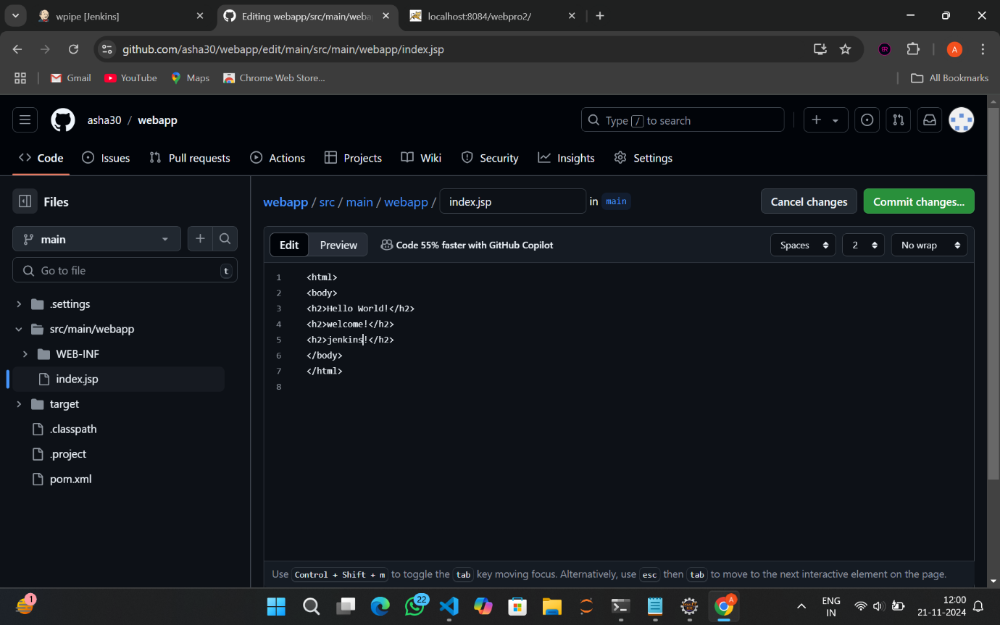 wpipe [Jenkins]
Editing webapp/src/main/weba
localhost:8084/webpro2/
github.com/asha30/webapp/edit/main/src/main/webapp/index.jsp
A
Gmail
YouTube
Maps
Chrome Web Store...
All Bookmarks
asha30 / webapp
Type / to search
Code
Issues
Pull requests
Actions
Projects
Wiki
Security
Insights
Settings
Files
main
Go to file
t
.settings
src/main/webapp
WEB-INF
index.jsp
target
.classpath
.project
pom.xml
webapp / src / main / webapp / index.jsp in main
Cancel changes
Commit changes...
Edit
Preview
Code 55% faster with GitHub Copilot
Spaces
2
No wrap
1 <html>
2 <body>
3 <h2>Hello World!</h2>
4 <h2>welcome!</h2>
5 <h2>jenkins!</h2>
6 </body>
7 </html>
8
Use Control + Shift + m to toggle the tab key moving focus. Alternatively, use esc then tab to move to the next interactive element on the page.
1
22
A
ENG
IN
12:00
21-11-2024